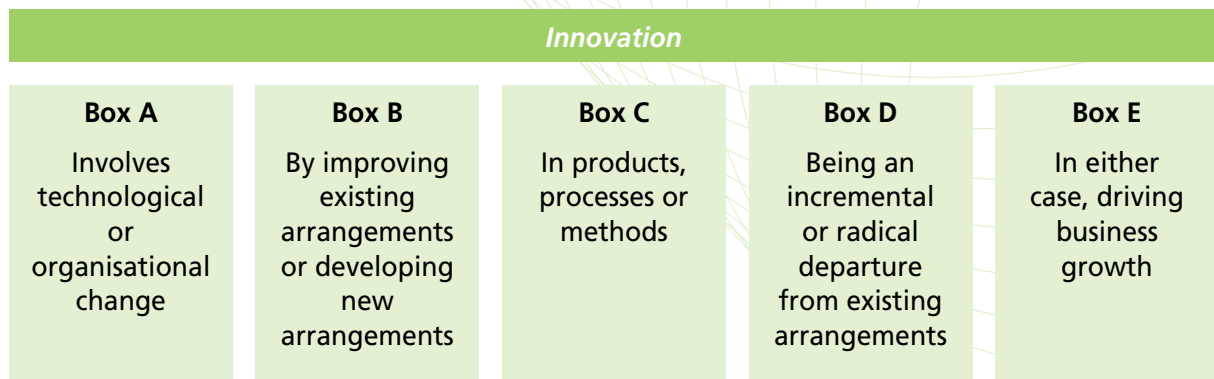 Innovation
Box A
Involves
technological
or
organisational
change
Box B
By improving
existing
arrangements
or developing
new
arrangements
Box C
In products,
processes or
methods
Box D
Being an
incremental
or radical
departure
from existing
arrangements
Box E
In either
case, driving
business
growth